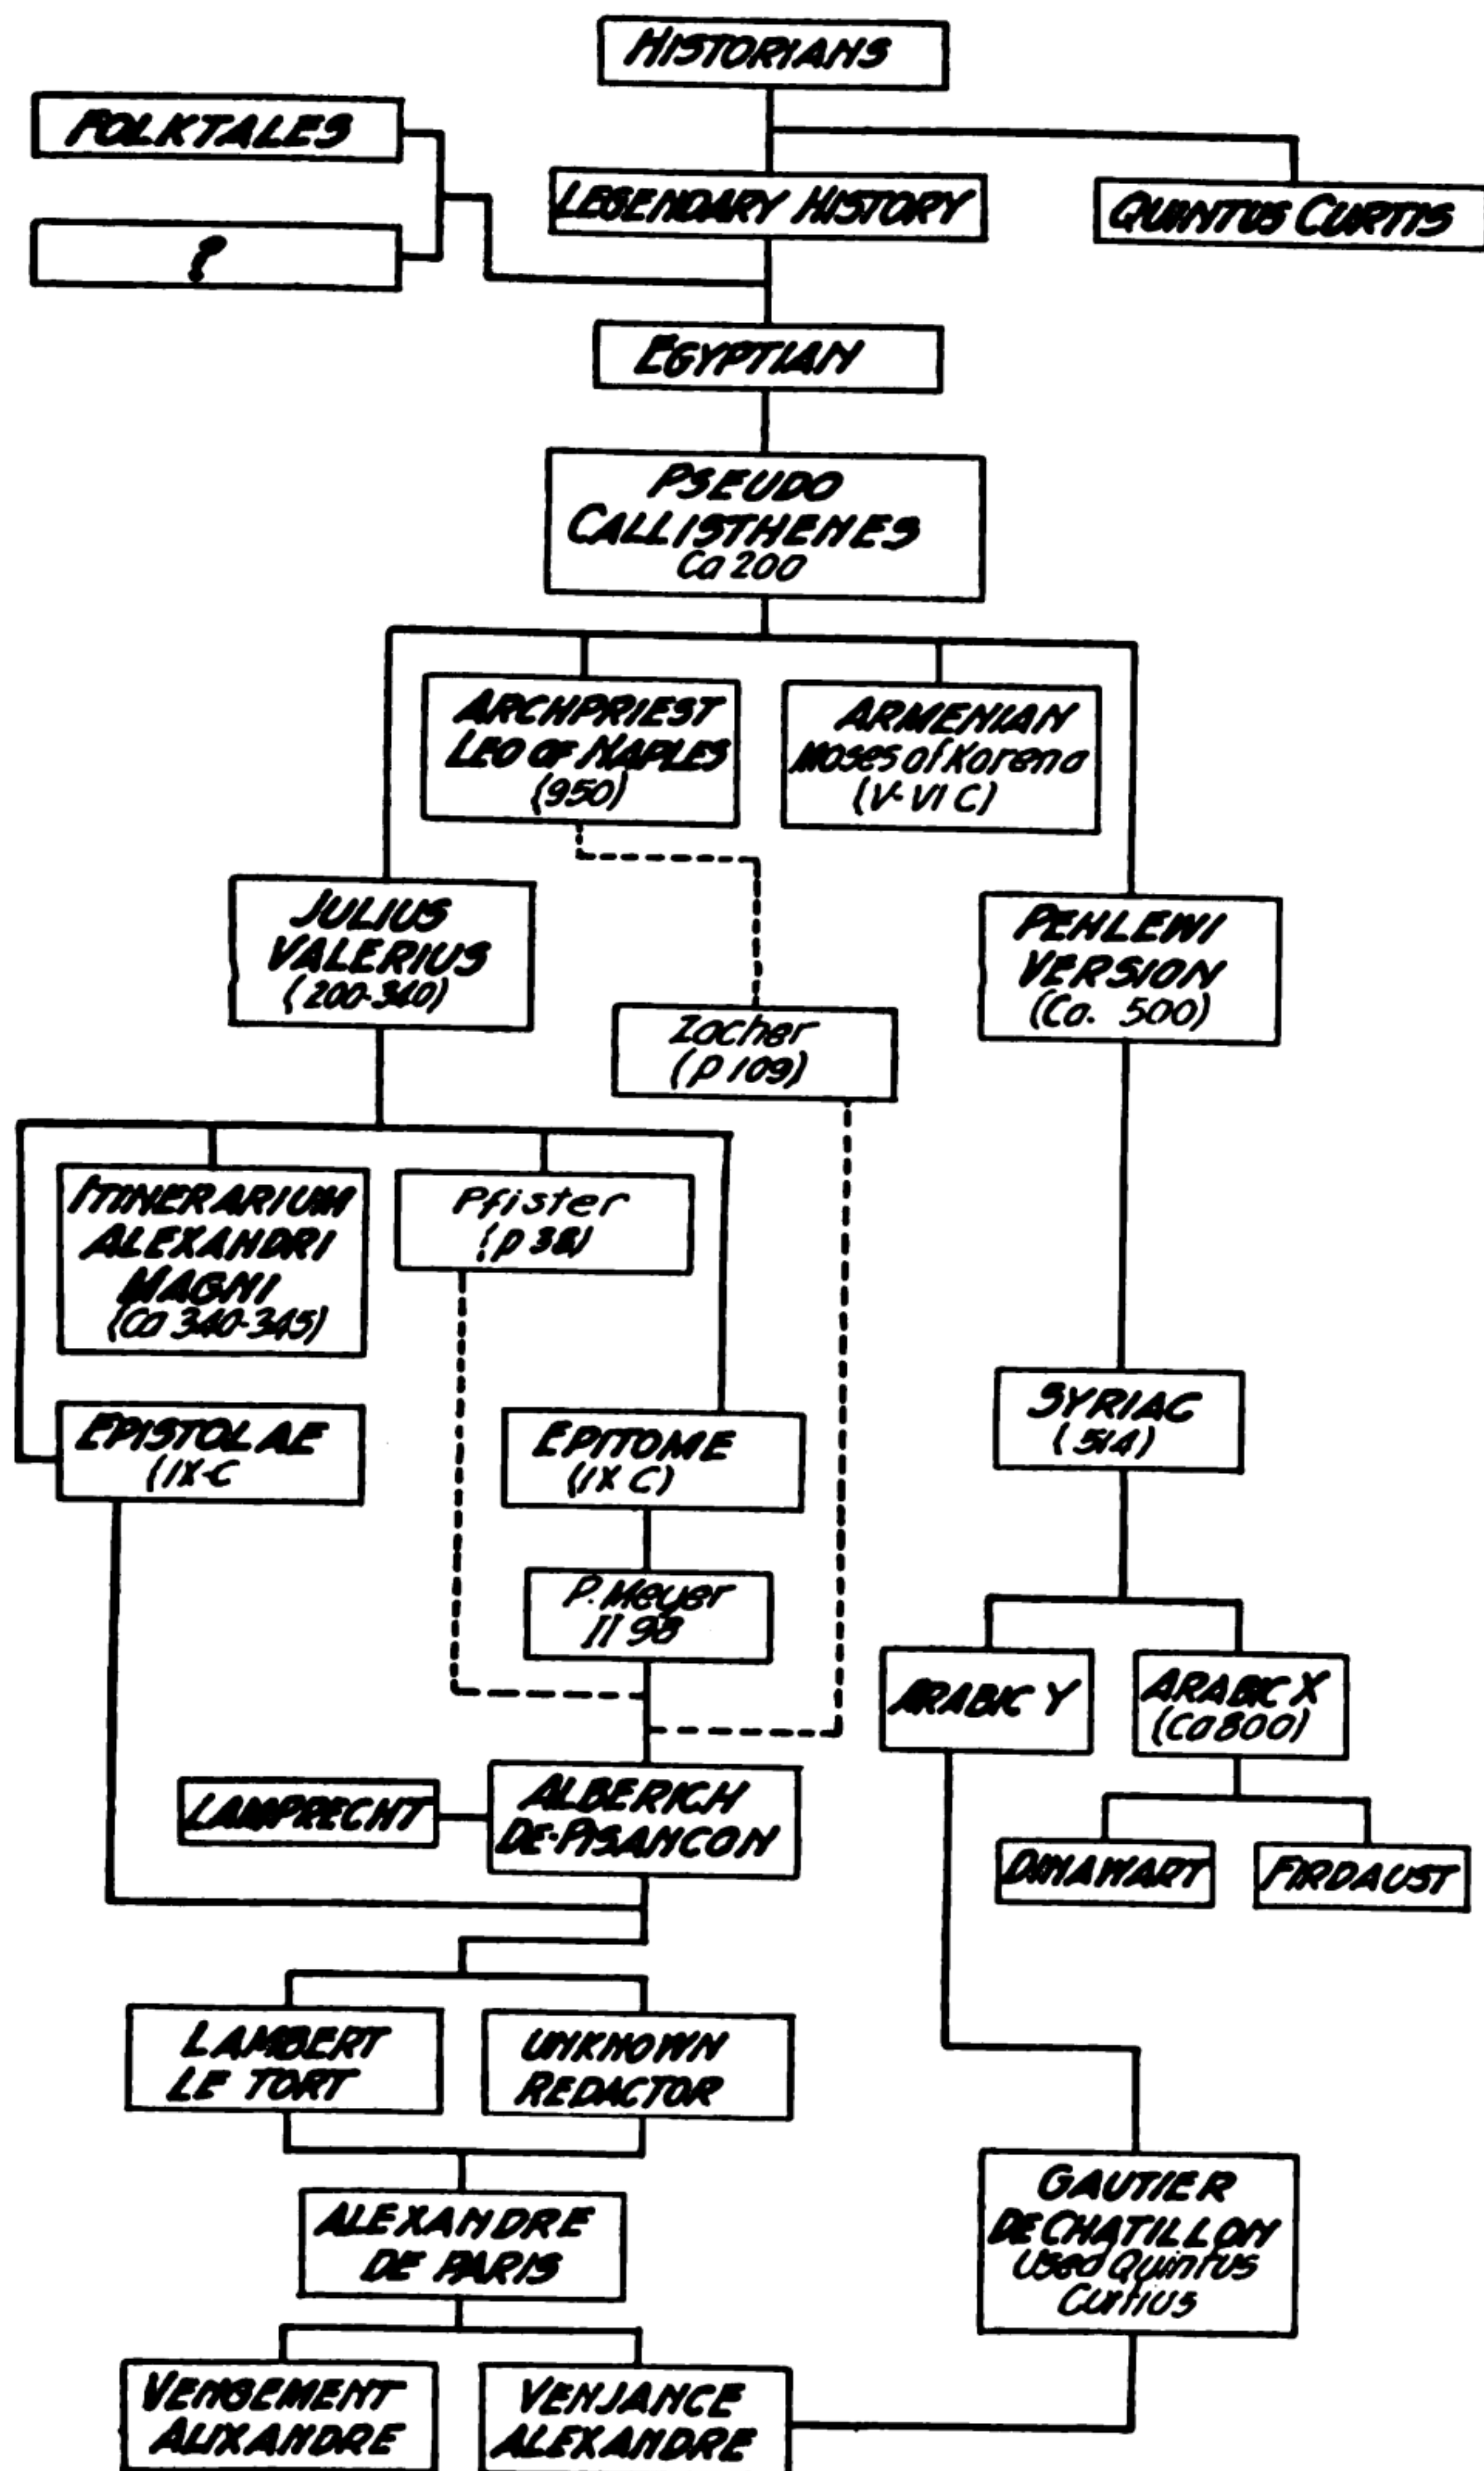 HISTORIANS
FOLKTALES
LEGENDARY HISTORY
QUINTUS CURTIS
?
EGYPTIAN
PSEUDO
CALLISTHENES
Ca 200
ARCHPRIEST
LEO OF NAPLES
(950)
ARMENIAN
Moses of Korena
(V-VI C)
JULIUS
VALERIUS
(200-340)
PEHLEWI
VERSION
(Ca. 500)
Zacher
(p 109)
ITINERARIUM
ALEXANDRI
MAGNI
(Ca 340-345)
Pfister
(p 38)
EPISTOLAE
(IX-C
EPITOME
(IX C)
SYRIAC
(514)
P. Meyer
II 98
ARABIC Y
ARABIC X
(Ca 800)
LAMPRECHT
ALBERICH
DE-PISANCON
DINAWART
FIRDAUST
LAMBERT
LE TORT
UNKNOWN
REDACTOR
ALEXANDRE
DE PARIS
GAUTIER
DE CHATILLON
Used Quintus
Curtius
VENGEMENT
ALIXANDRE
VENJANCE
ALEXANDRE